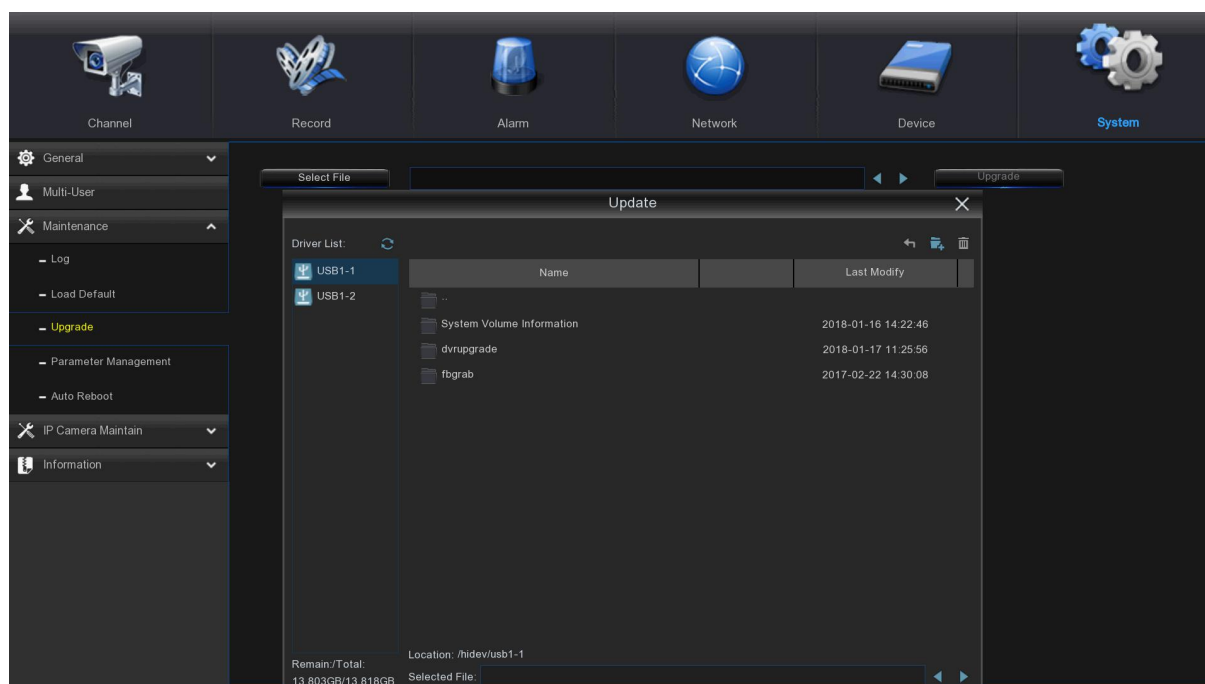 Channel Record Alarm Network Device System
General
Multi-User
Maintenance
Log
Load Default
Upgrade
Parameter Management
Auto Reboot
IP Camera Maintain
Information
Select File Upgrade
Update
Driver List:
USB1-1
USB1-2
Name Last Modify
..
System Volume Information 2018-01-16 14:22:46
dvrupgrade 2018-01-17 11:25:56
fbgrab 2017-02-22 14:30:08
Location: /hidev/usb1-1
Remain:/Total:
13.803GB/13.818GB
Selected File: